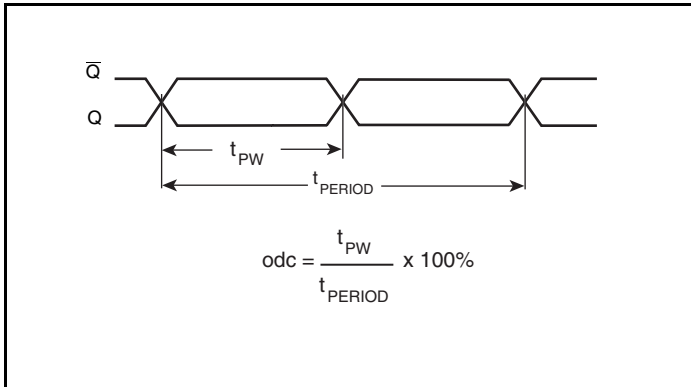 Q̅
Q
tPW
tPERIOD
odc = tPW / tPERIOD x 100%